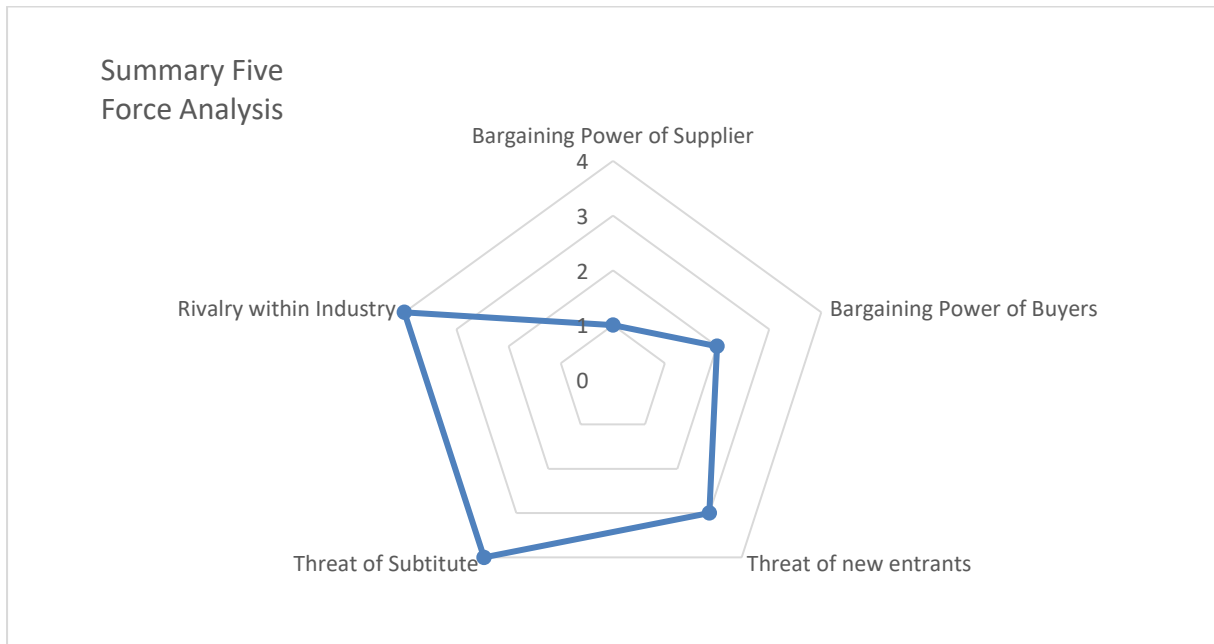 Summary Five
Force Analysis
Bargaining Power of Supplier
4
3
2
1
0
Rivalry within Industry
Bargaining Power of Buyers
Threat of Subtitute
Threat of new entrants